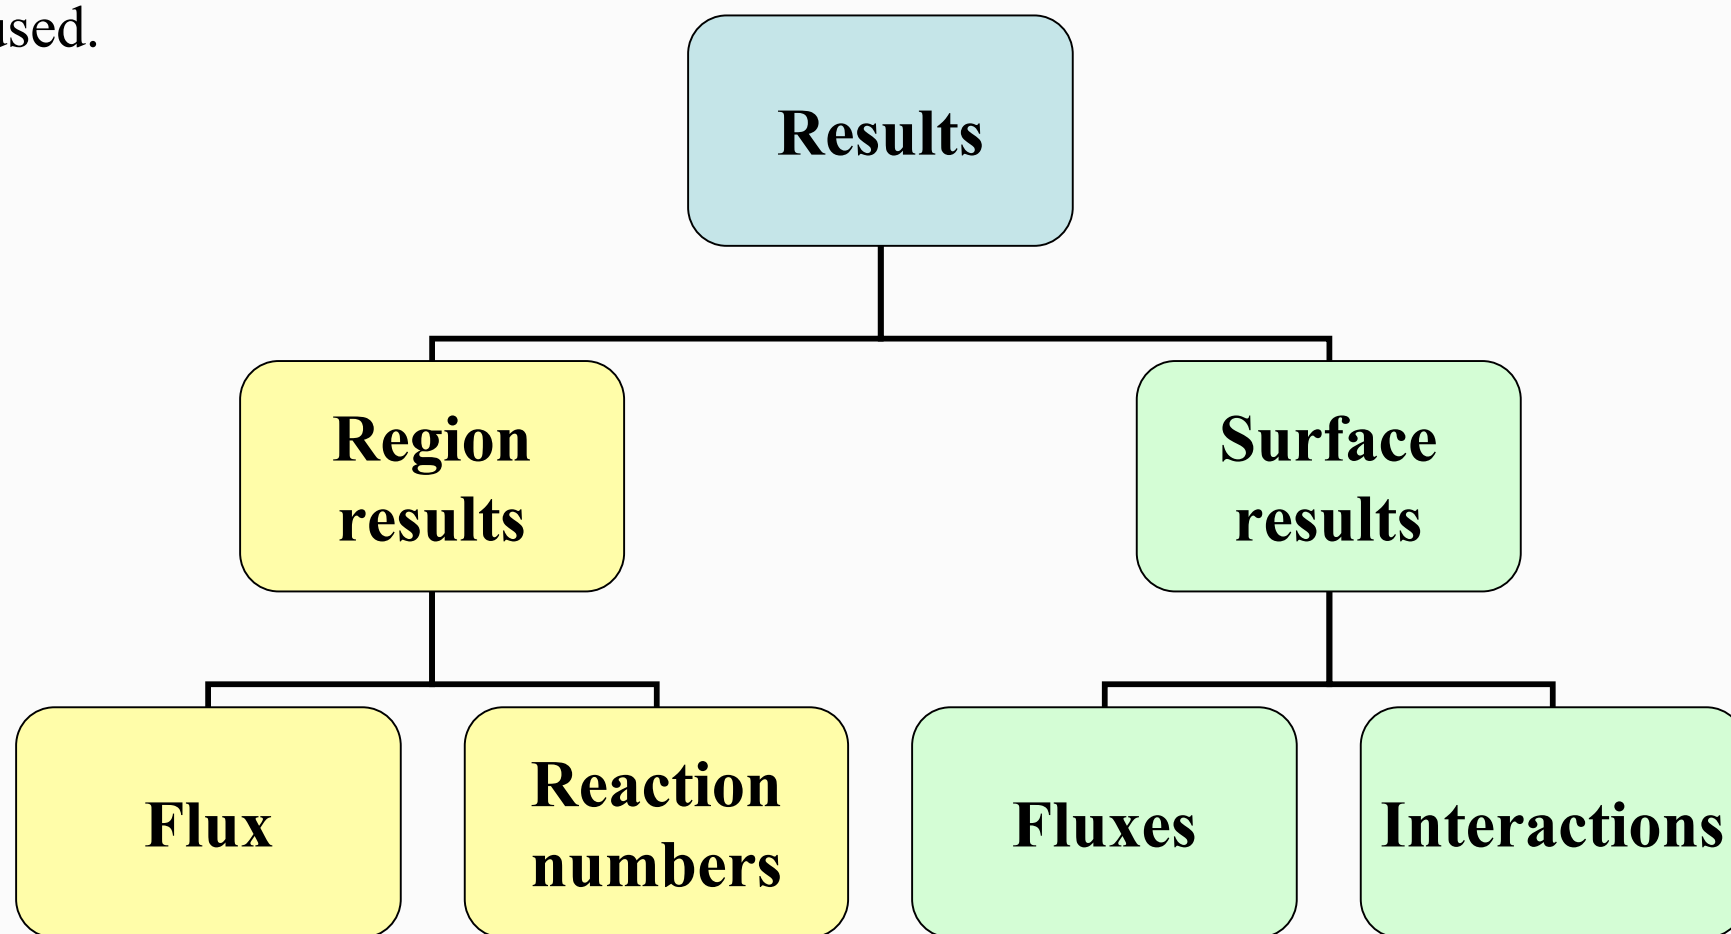 used.
Results
Region
results
Surface
results
Flux
Reaction
numbers
Fluxes
Interactions